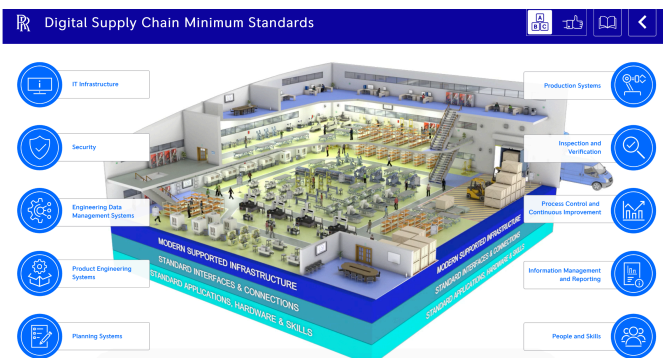 Digital Supply Chain Minimum Standards
A
B C
IT Infrastructure
Security
Engineering Data
Management Systems
Product Engineering
Systems
Planning Systems
Production Systems
Inspection and
Verification
Process Control and
Continuous Improvement
Information Management
and Reporting
People and Skills
MODERN SUPPORTED INFRASTRUCTURE
STANDARD INTERFACES & CONNECTIONS
STANDARD APPLICATIONS, HARDWARE & SKILLS
MODERN SUPPORTED INFRASTRUCTURE
STANDARD INTERFACES & CONNECTIONS
STANDARD APPLICATIONS, HARDWARE & SKILLS